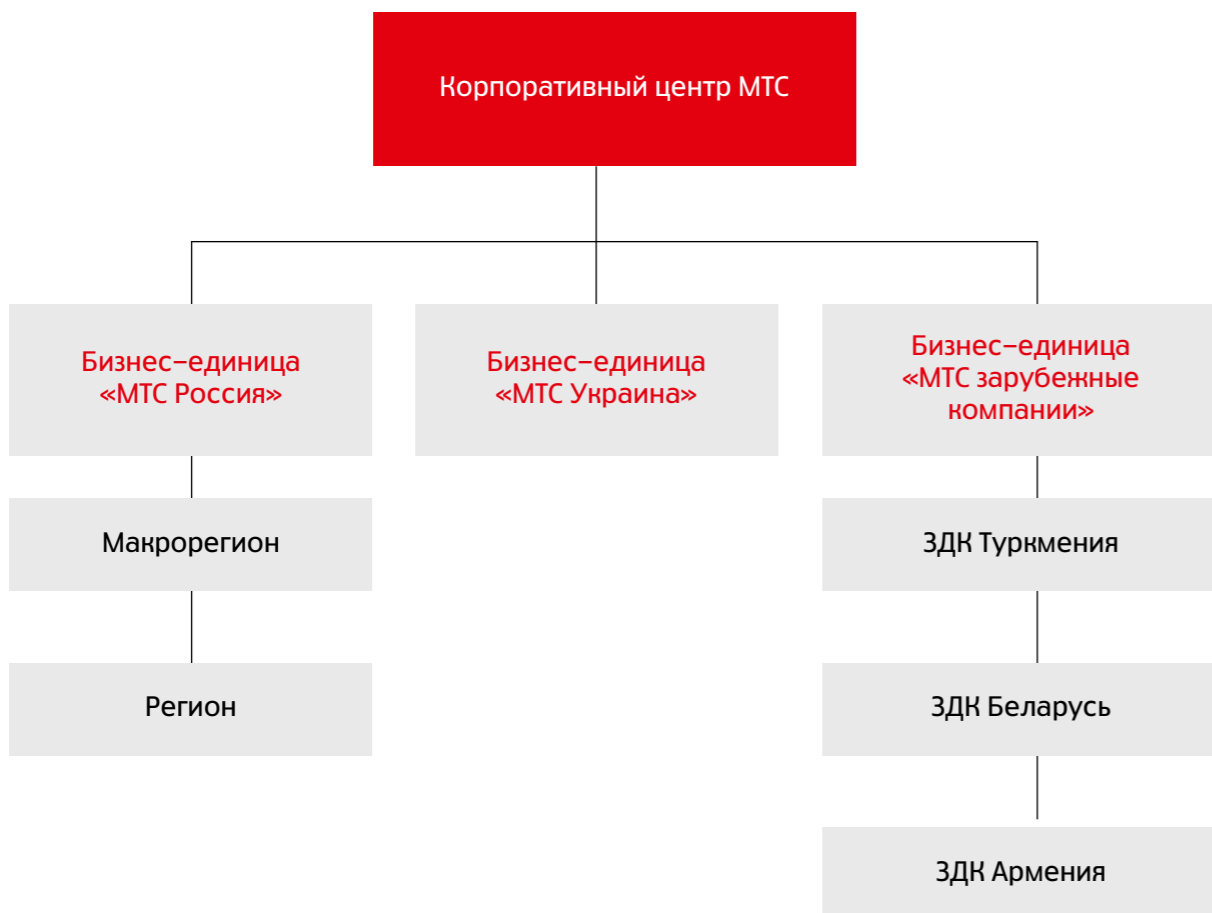 Корпоративный центр МТС
Бизнес–единица
«МТС Россия»
Бизнес–единица
«МТС Украина»
Бизнес–единица
«МТС зарубежные
компании»
Макрорегион
ЗДК Туркмения
Регион
ЗДК Беларусь
ЗДК Армения